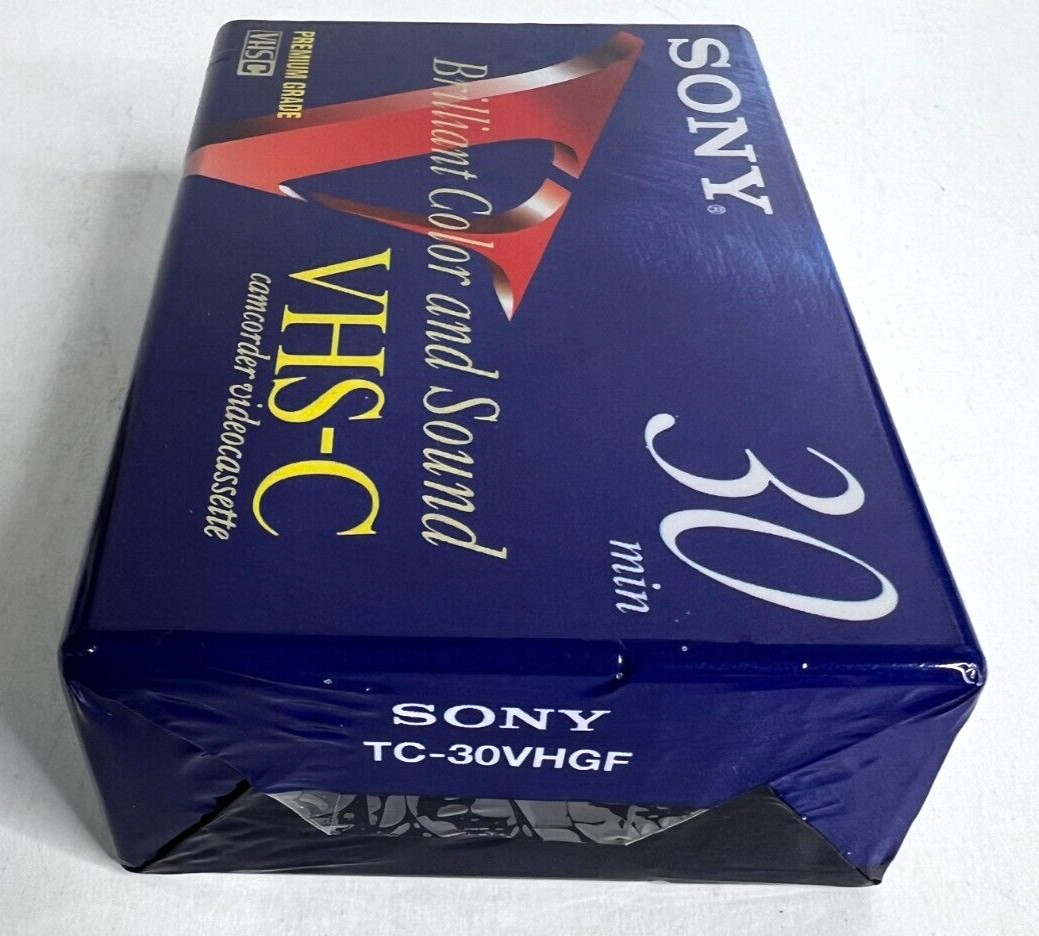 SONY®
30
min
Brilliant Color and Sound
VHS-C
camcorder videocassette
PREMIUM GRADE
VHS C
SONY
TC-30VHGF